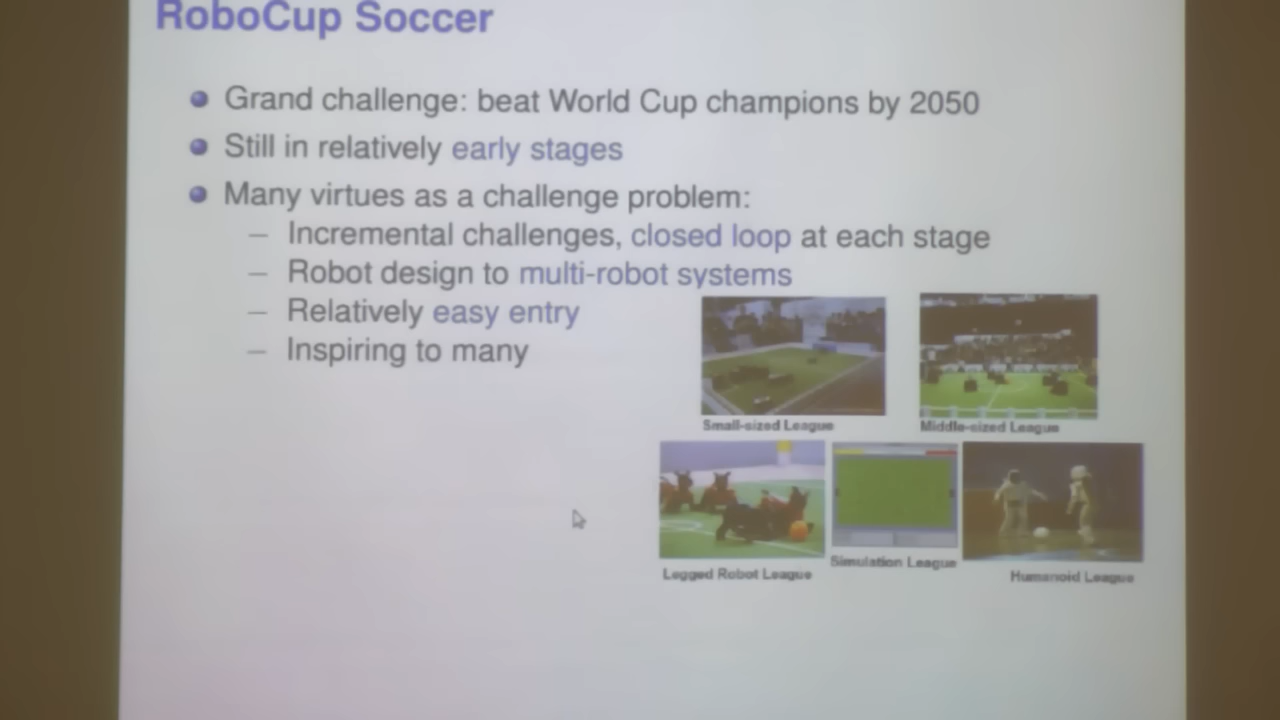 RoboCup Soccer
Grand challenge: beat World Cup champions by 2050
Still in relatively early stages
Many virtues as a challenge problem:
– Incremental challenges, closed loop at each stage
– Robot design to multi-robot systems
– Relatively easy entry
– Inspiring to many
Small-sized League
Middle-sized League
Legged Robot League
Simulation League
Humanoid League